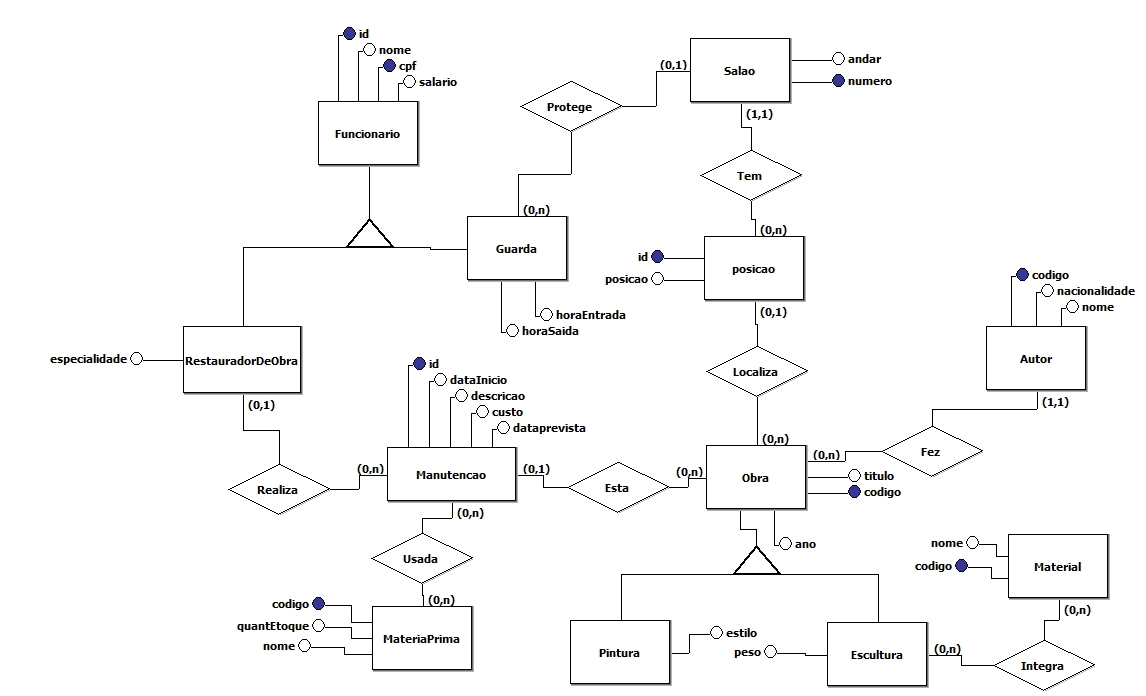 id
nome
cpf
salario
Funcionario
Protege
(0,1)
Salao
andar
numero
(1,1)
Tem
(0,n)
(0,n)
Guarda
horaEntrada
horaSaida
id
posicao
posicao
(0,1)
codigo
nacionalidade
nome
Autor
(1,1)
especialidade
RestauradorDeObra
(0,1)
Localiza
id
dataInicio
descricao
custo
dataprevista
Realiza
(0,n)
Manutencao
(0,1)
(0,n)
Esta
(0,n)
(0,n)
Obra
(0,n)
Fez
titulo
codigo
ano
Usada
(0,n)
codigo
quantEtoque
nome
MateriaPrima
nome
codigo
Material
(0,n)
Pintura
estilo
peso
Escultura
(0,n)
Integra